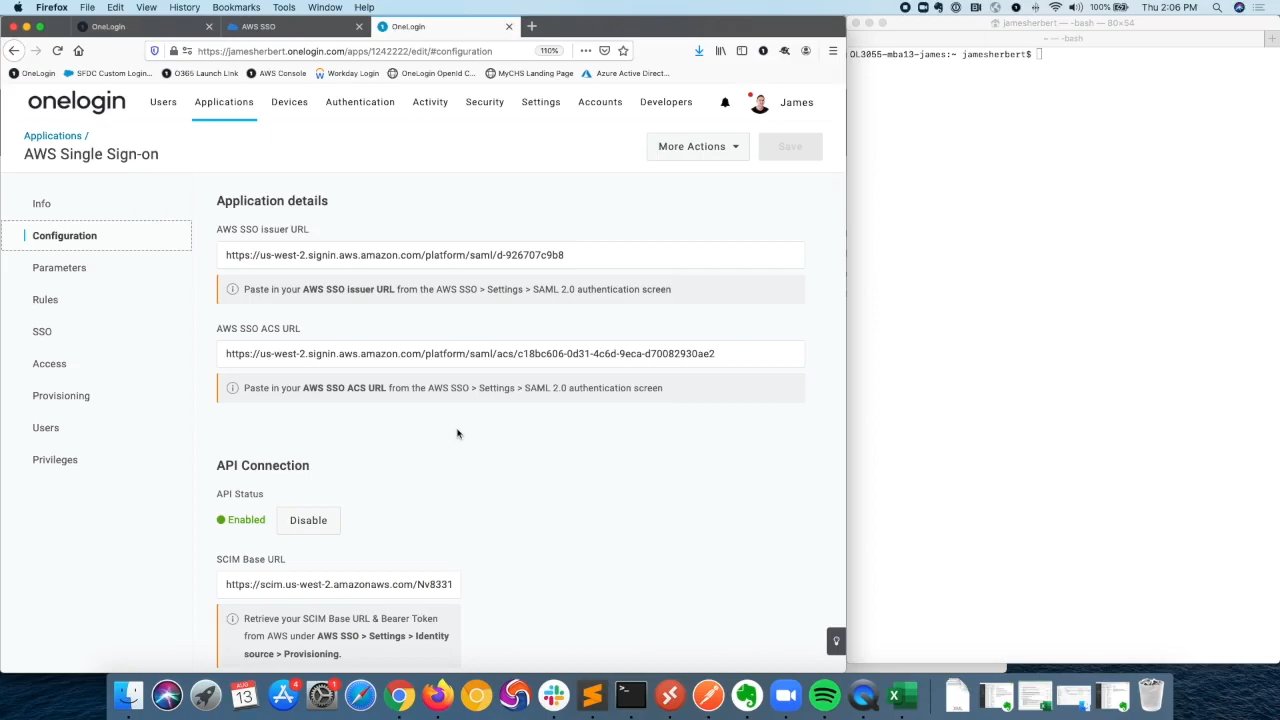 Firefox File Edit View History Bookmarks Tools Window Help
100% Thu 2:06 PM
OneLogin
AWS SSO
OneLogin
jamesherbert — -bash — 80×54
~ — -bash
https://jamesherbert.onelogin.com/apps/1242222/edit/#configuration
110%
OL3055-mba13-james:~ jamesherbert$
OneLogin
SFDC Custom Login...
O365 Launch Link
AWS Console
Workday Login
OneLogin OpenId C...
MyCHS Landing Page
Azure Active Direct...
onelogin
Users
Applications
Devices
Authentication
Activity
Security
Settings
Accounts
Developers
James
Applications /
AWS Single Sign-on
More Actions
Save
Info
Configuration
Parameters
Rules
SSO
Access
Provisioning
Users
Privileges
Application details
AWS SSO issuer URL
https://us-west-2.signin.aws.amazon.com/platform/saml/d-926707c9b8
Paste in your AWS SSO issuer URL from the AWS SSO > Settings > SAML 2.0 authentication screen
AWS SSO ACS URL
https://us-west-2.signin.aws.amazon.com/platform/saml/acs/c18bc606-0d31-4c6d-9eca-d70082930ae2
Paste in your AWS SSO ACS URL from the AWS SSO > Settings > SAML 2.0 authentication screen
API Connection
API Status
Enabled
Disable
SCIM Base URL
https://scim.us-west-2.amazonaws.com/Nv8331
Retrieve your SCIM Base URL & Bearer Token
from AWS under AWS SSO > Settings > Identity
source > Provisioning.
AUG
13
4
1